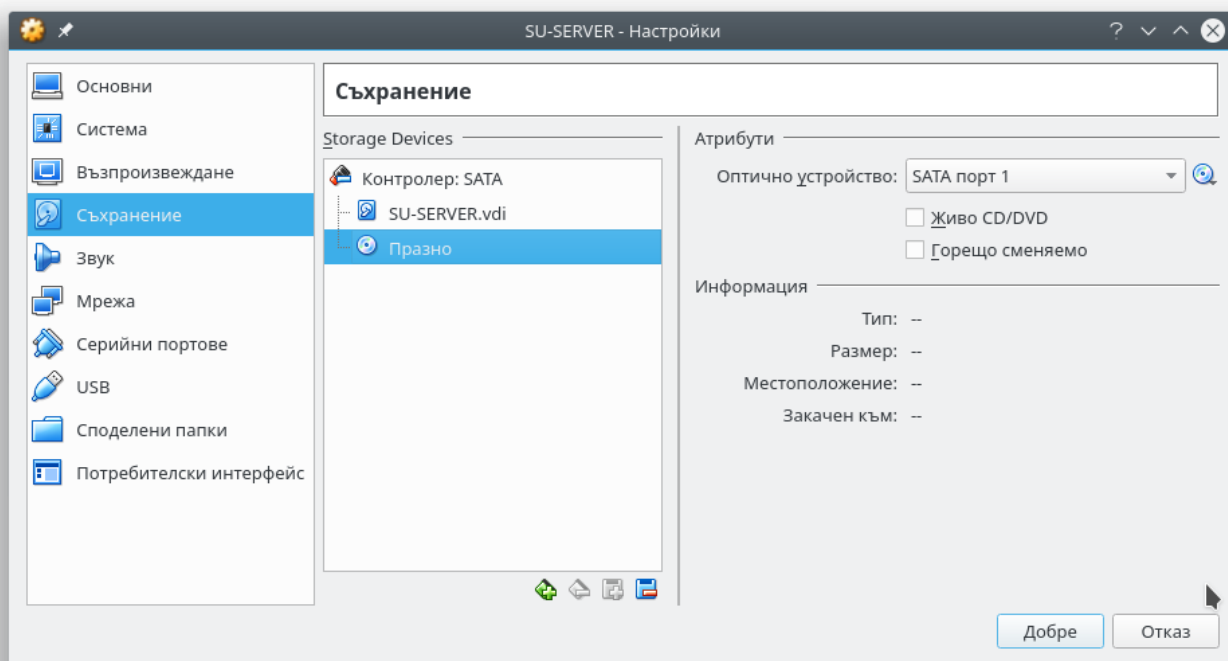 SU-SERVER - Настройки
Основни
Система
Възпроизвеждане
Съхранение
Звук
Мрежа
Серийни портове
USB
Споделени папки
Потребителски интерфейс
Съхранение
Storage Devices
Контролер: SATA
SU-SERVER.vdi
Празно
Атрибути
Оптично устройство: SATA порт 1
Живо CD/DVD
Горещо сменяемо
Информация
Тип: --
Размер: --
Местоположение: --
Закачен към: --
Добре Отказ